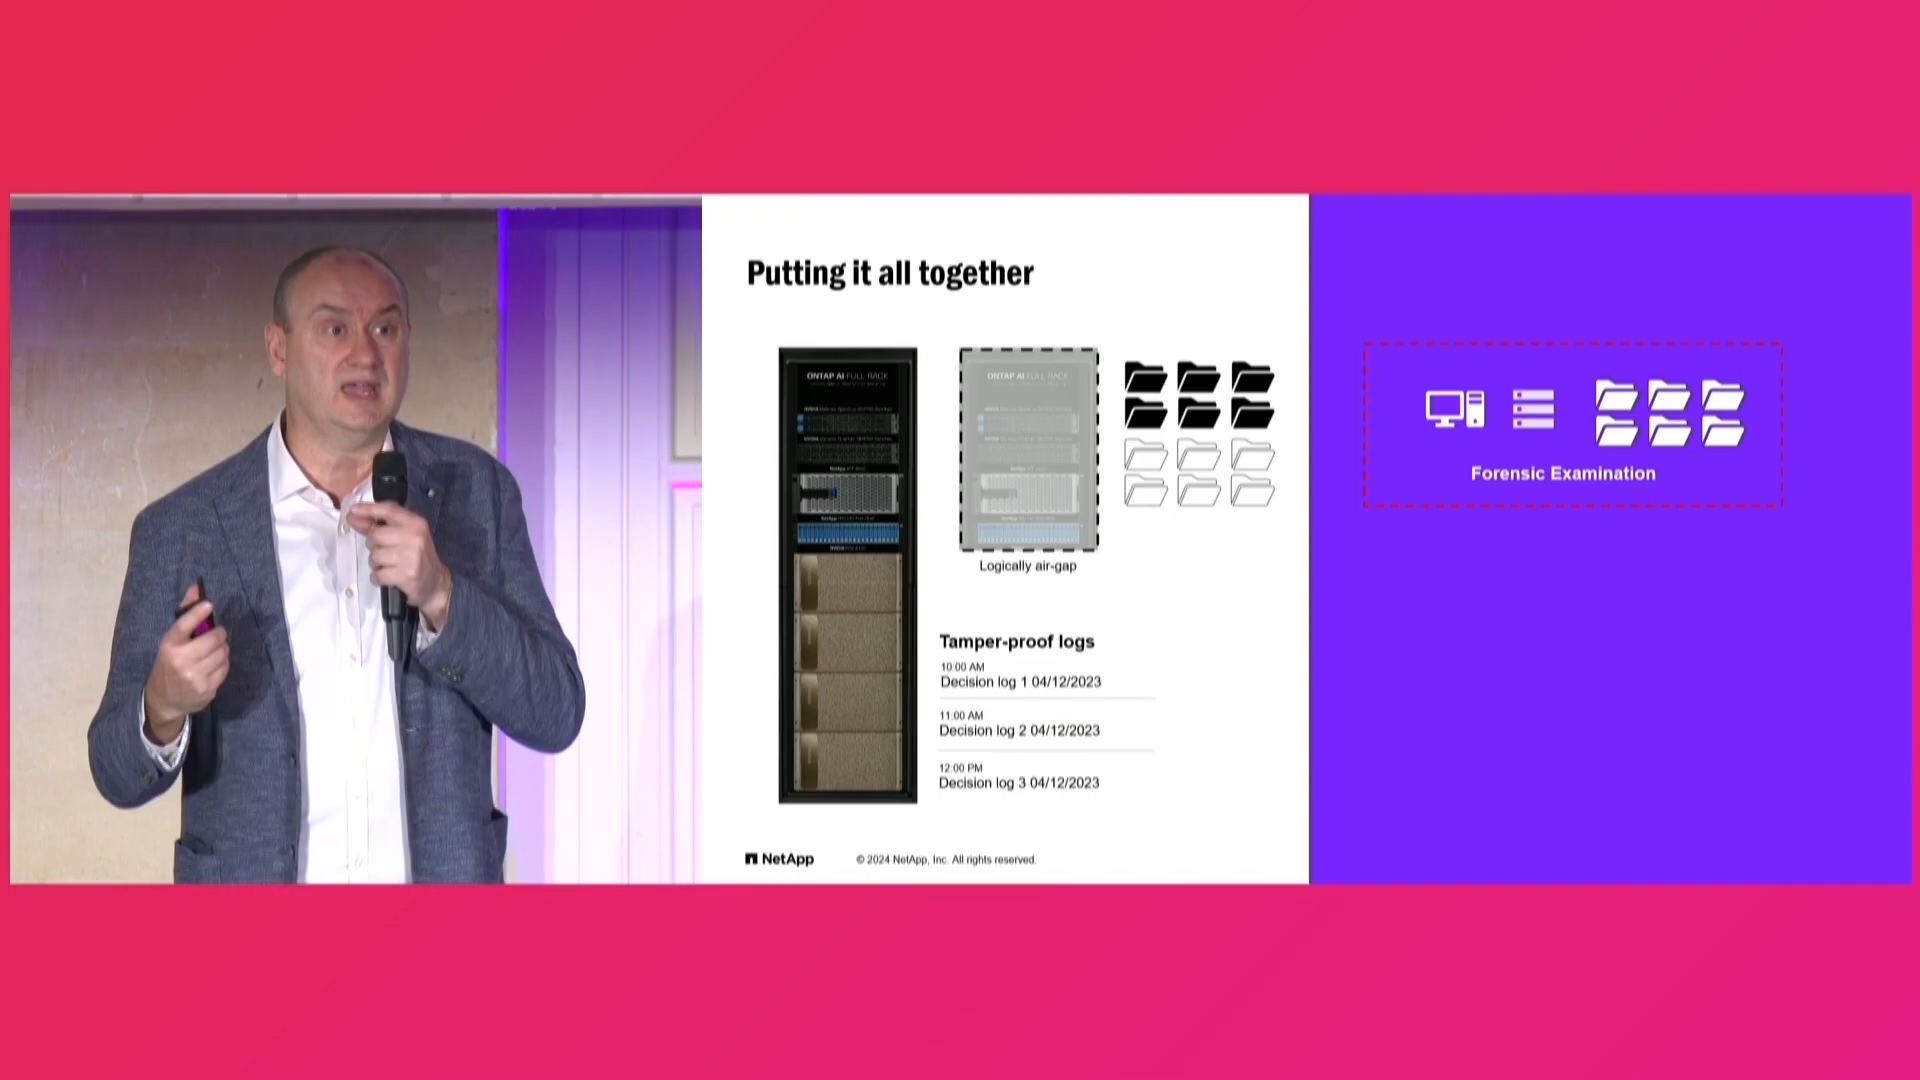 Putting it all together
ONTAP AI FULL RACK
ONTAP AI FULL RACK
Logically air-gap
Forensic Examination
Tamper-proof logs
10:00 AM
Decision log 1 04/12/2023
11:00 AM
Decision log 2 04/12/2023
12:00 PM
Decision log 3 04/12/2023
NetApp
© 2024 NetApp, Inc. All rights reserved.